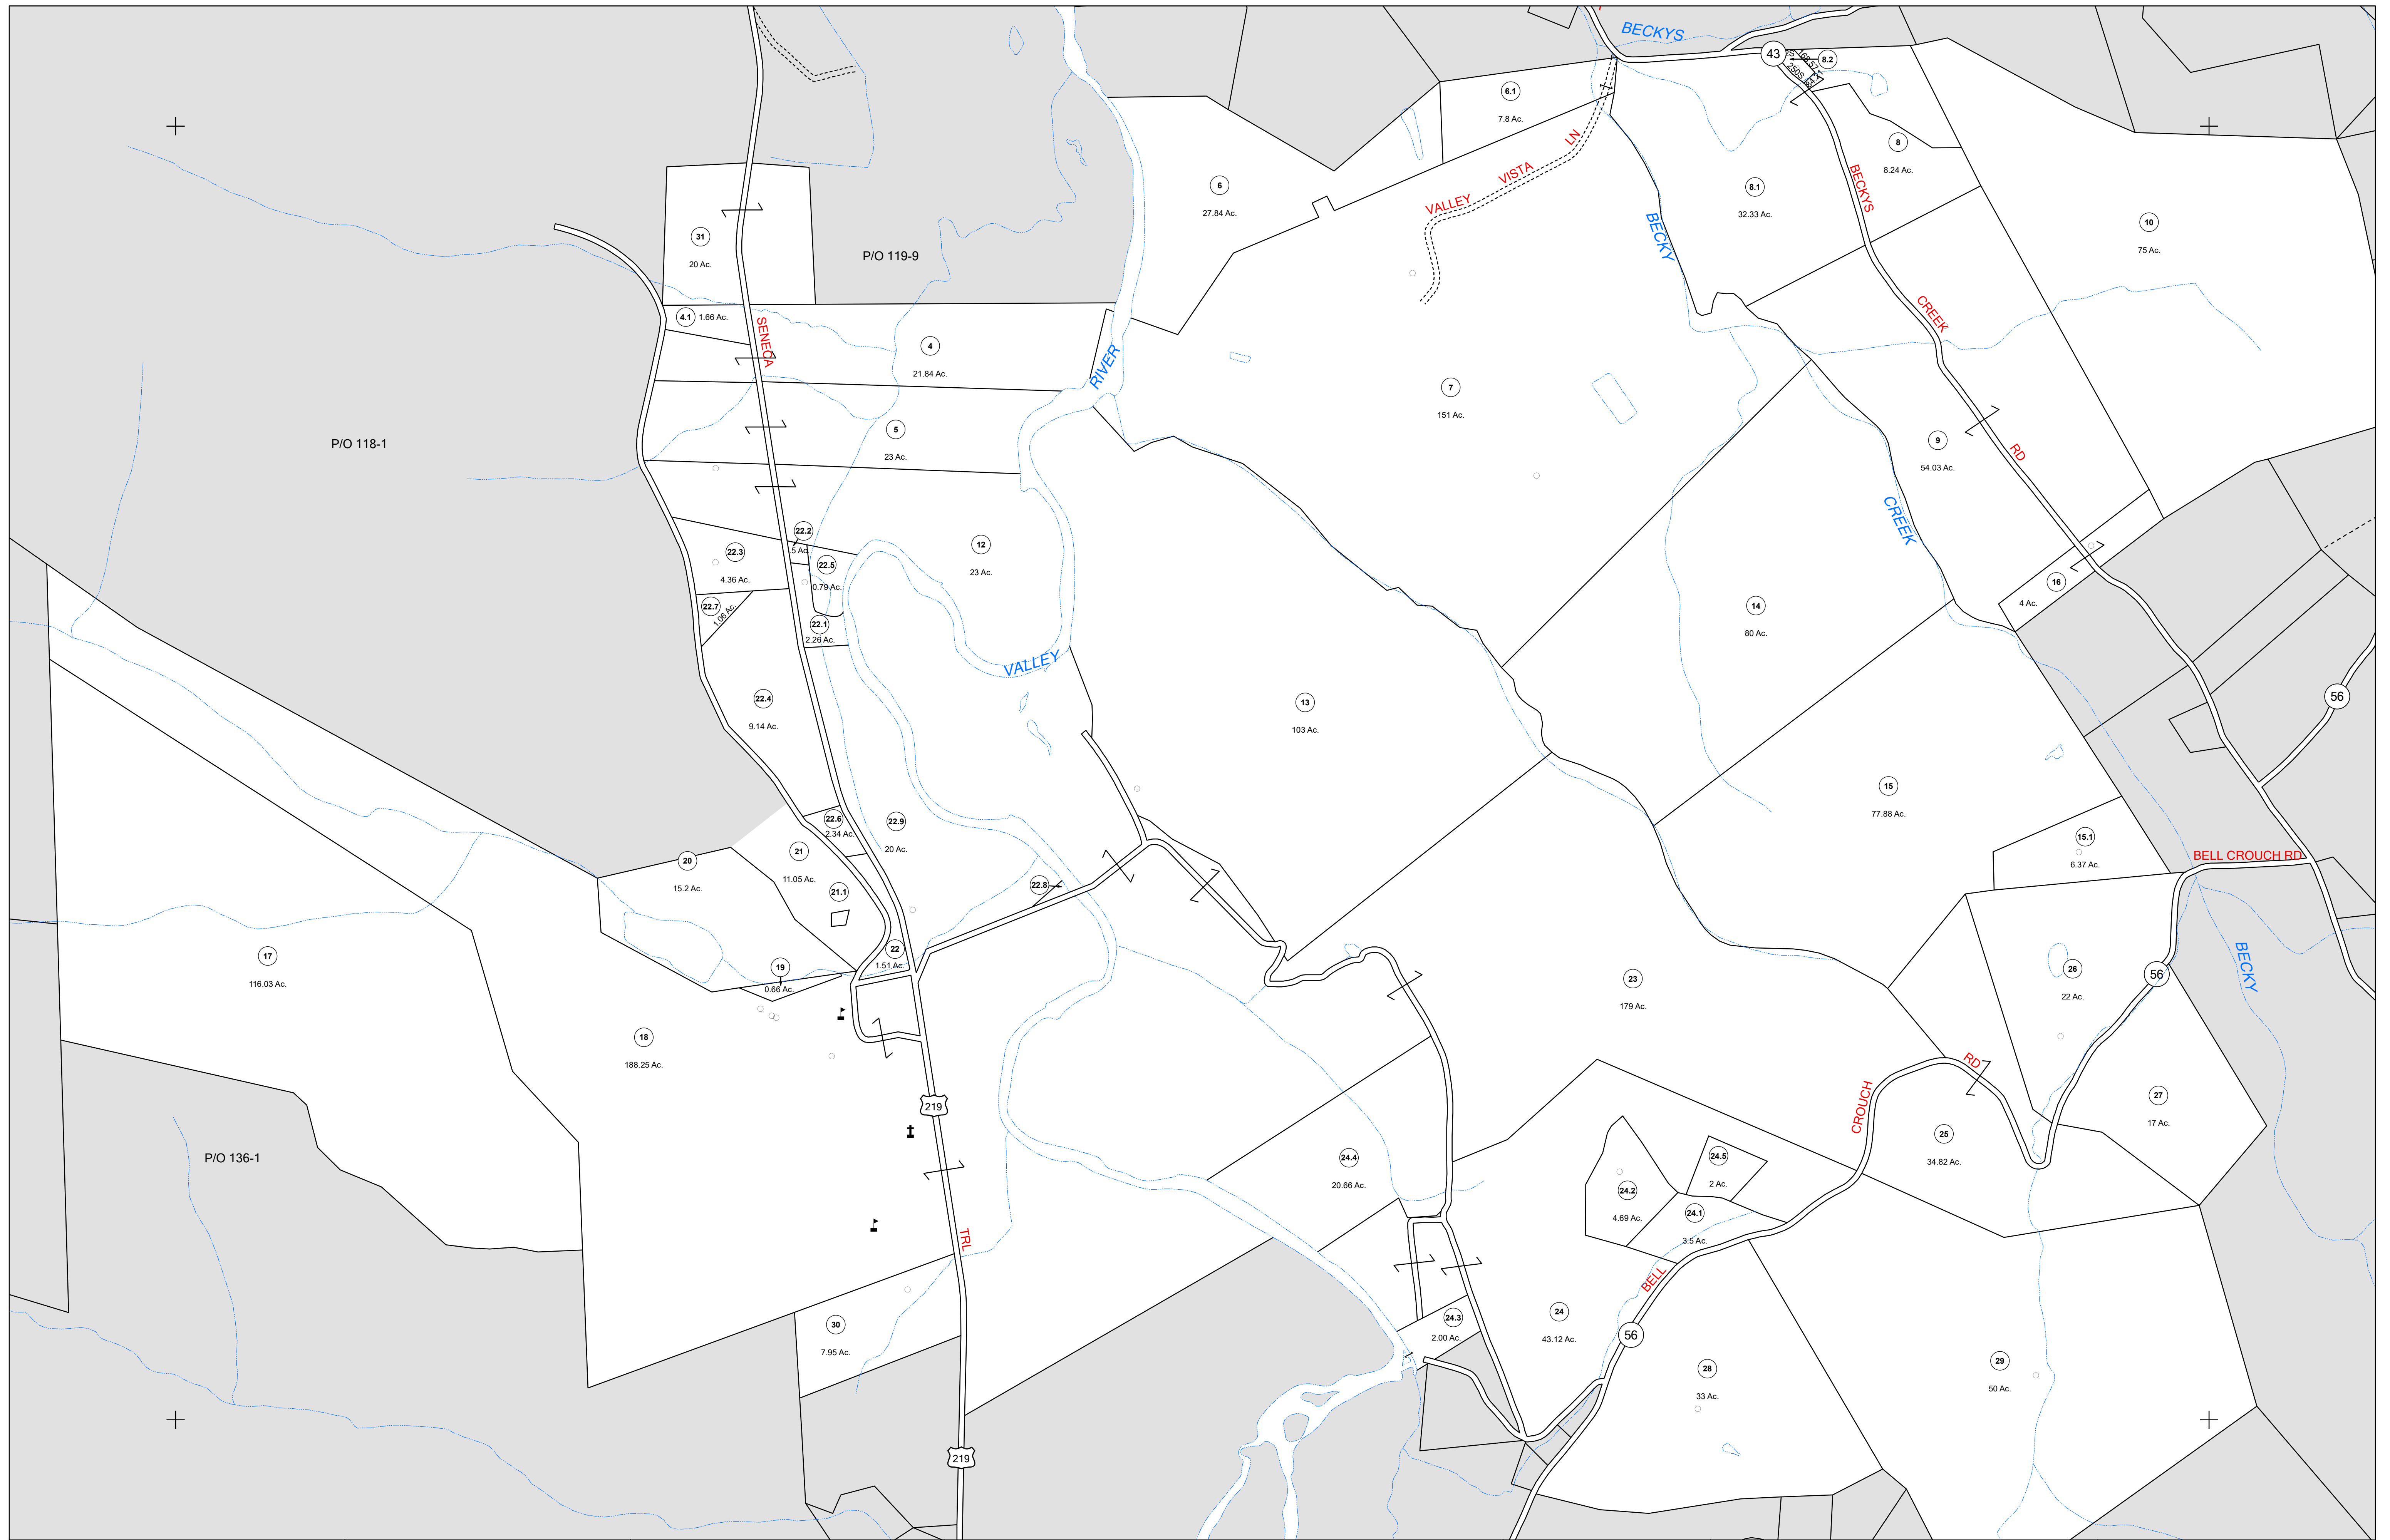 BECKYS
43
8.2
168.57
250S
6.1
7.8 Ac.
LN
VISTA
VALLEY
8
8.24 Ac.
6
27.84 Ac.
8.1
32.33 Ac.
BECKYS
BECKY
10
75 Ac.
31
20 Ac.
P/O 119-9
4.1
1.66 Ac.
SENECA
4
21.84 Ac.
RIVER
CREEK
7
151 Ac.
P/O 118-1
5
23 Ac.
9
54.03 Ac.
RD
CREEK
22.2
.5 Ac.
22.3
4.36 Ac.
22.5
0.79 Ac.
12
23 Ac.
16
4 Ac.
22.7
1.06 Ac.
22.1
2.26 Ac.
14
80 Ac.
VALLEY
22.4
9.14 Ac.
13
103 Ac.
56
15
77.88 Ac.
22.6
2.34 Ac.
22.9
20 Ac.
15.1
6.37 Ac.
BELL CROUCH RD
20
15.2 Ac.
21
11.05 Ac.
21.1
22.8
17
116.03 Ac.
22
1.51 Ac.
19
0.66 Ac.
23
179 Ac.
26
22 Ac.
56
BECKY
18
188.25 Ac.
RD
219
CROUCH
27
17 Ac.
25
34.82 Ac.
P/O 136-1
24.4
20.66 Ac.
24.5
2 Ac.
24.2
4.69 Ac.
24.1
3.5 Ac.
TRL
BELL
30
7.95 Ac.
24.3
2.00 Ac.
24
43.12 Ac.
56
28
33 Ac.
29
50 Ac.
219